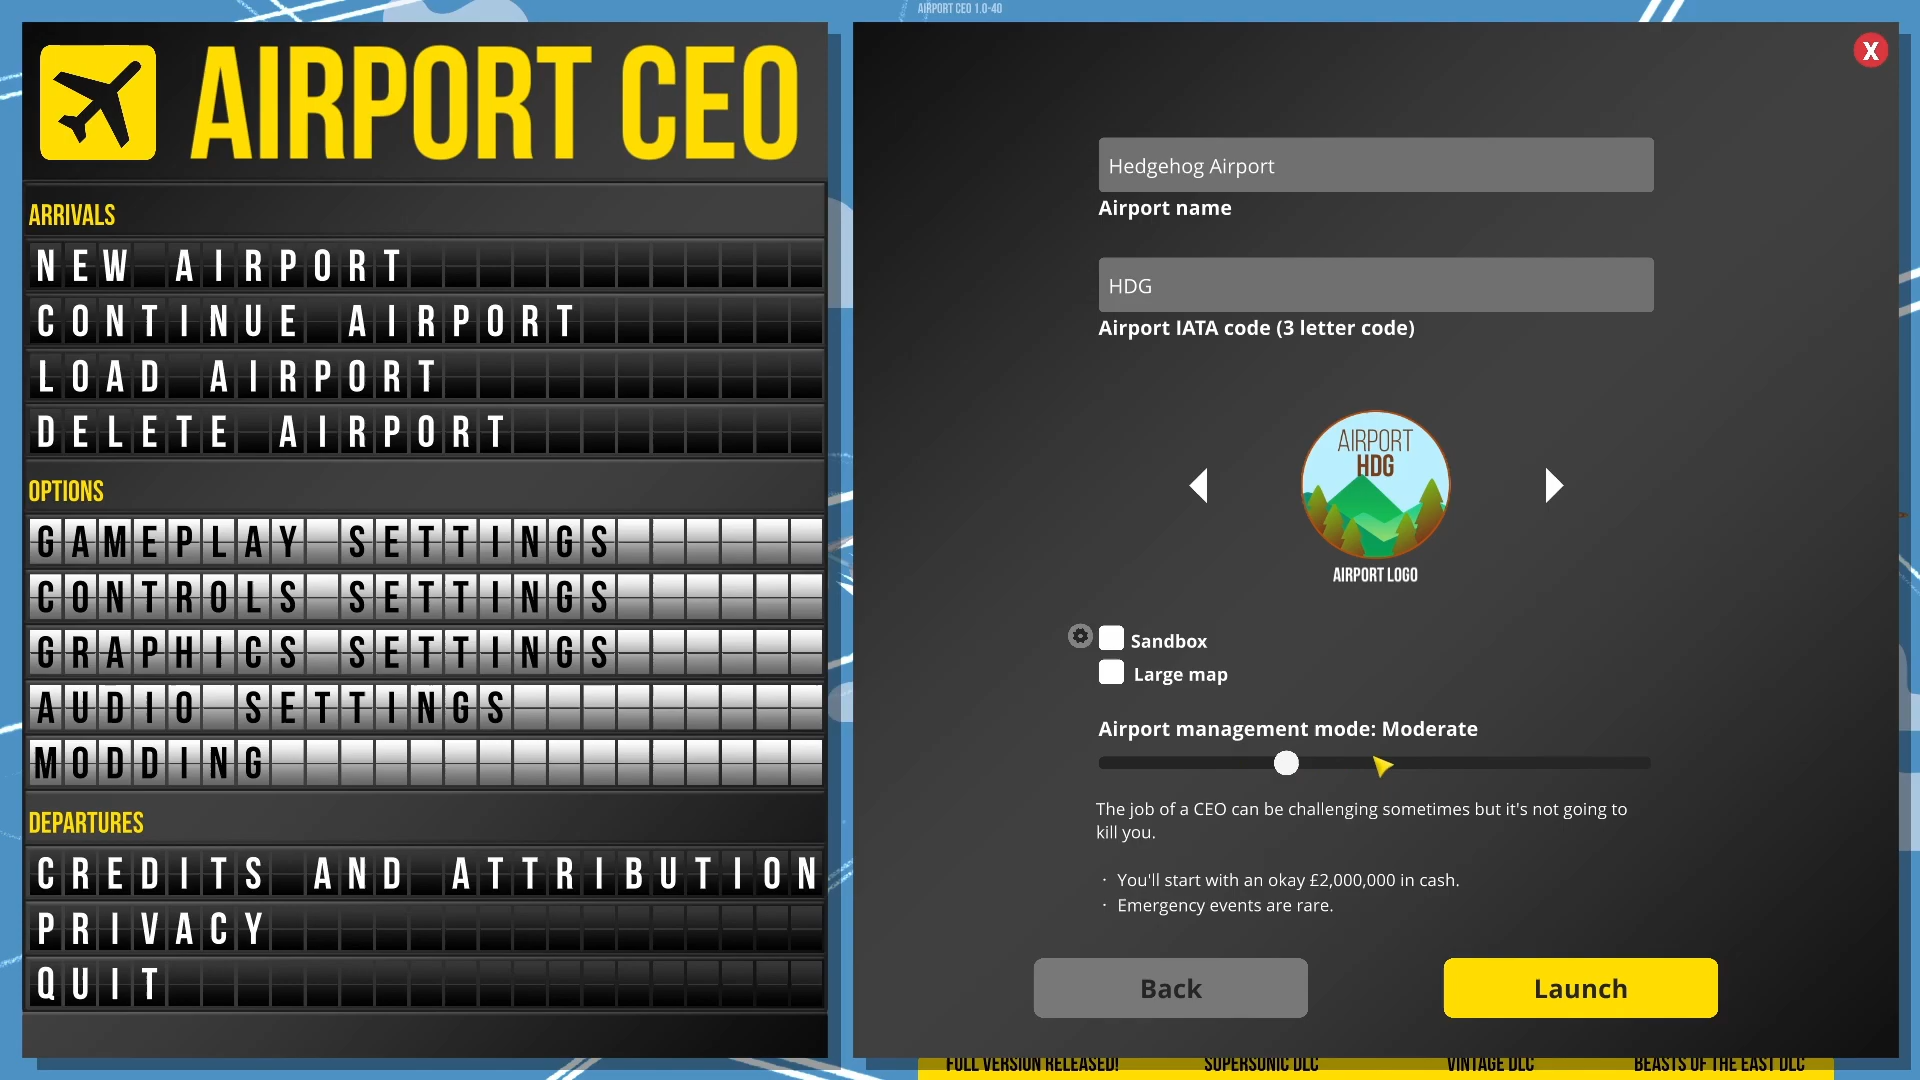 AIRPORT CEO 1.0-40
AIRPORT CEO
ARRIVALS
NEW AIRPORT
CONTINUE AIRPORT
LOAD AIRPORT
DELETE AIRPORT
OPTIONS
GAMEPLAY SETTINGS
CONTROLS SETTINGS
GRAPHICS SETTINGS
AUDIO SETTINGS
MODDING
DEPARTURES
CREDITS AND ATTRIBUTION
PRIVACY
QUIT
X
Hedgehog Airport
Airport name
HDG
Airport IATA code (3 letter code)
AIRPORT
HDG
AIRPORT LOGO
Sandbox
Large map
Airport management mode: Moderate
The job of a CEO can be challenging sometimes but it's not going to
kill you.
· You'll start with an okay £2,000,000 in cash.
· Emergency events are rare.
Back
Launch
FULL VERSION RELEASED!
SUPERSONIC DLC
VINTAGE DLC
BEASTS OF THE EAST DLC